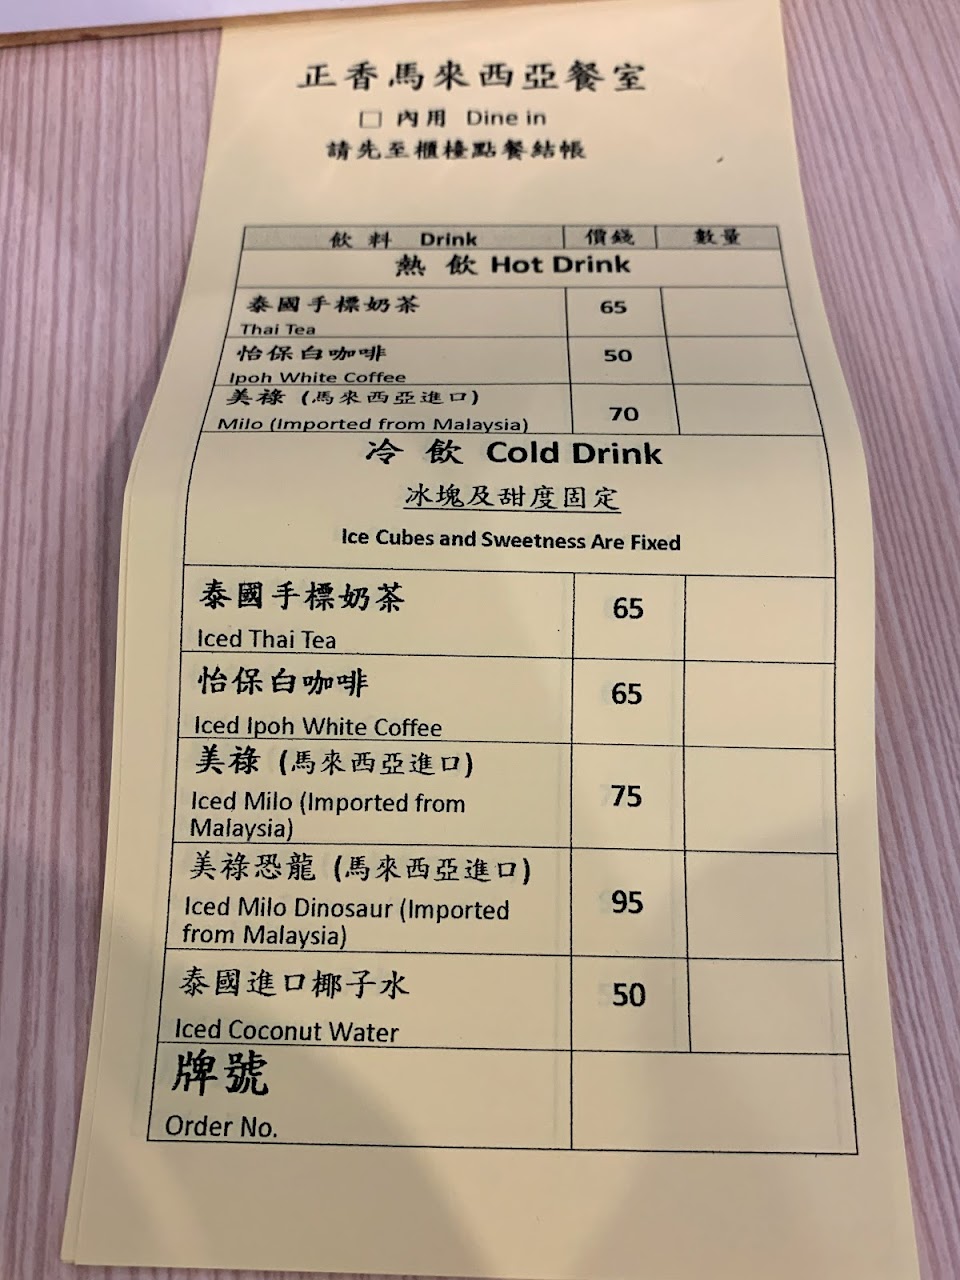 正香馬來西亞餐室
□ 內用 Dine in
請先至櫃檯點餐結帳
飲 料 Drink 價錢 數量
熱 飲 Hot Drink
泰國手標奶茶
Thai Tea
65
怡保白咖啡
Ipoh White Coffee
50
美祿 (馬來西亞進口)
Milo (Imported from Malaysia)
70
冷 飲 Cold Drink
冰塊及甜度固定
Ice Cubes and Sweetness Are Fixed
泰國手標奶茶
Iced Thai Tea
65
怡保白咖啡
Iced Ipoh White Coffee
65
美祿 (馬來西亞進口)
Iced Milo (Imported from
Malaysia)
75
美祿恐龍 (馬來西亞進口)
Iced Milo Dinosaur (Imported
from Malaysia)
95
泰國進口椰子水
Iced Coconut Water
50
牌號
Order No.